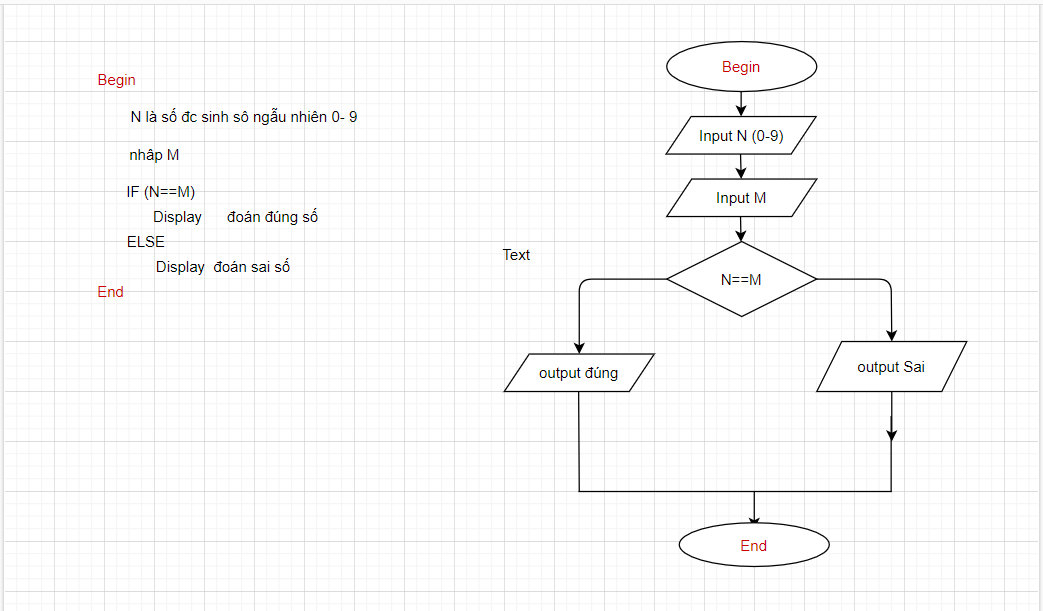 Begin
N là số đc sinh sô ngẫu nhiên 0- 9
nhâp M
IF (N==M)
Display đoán đúng số
ELSE
Display đoán sai số
End
Begin
Input N (0-9)
Input M
Text
N==M
output đúng
output Sai
End